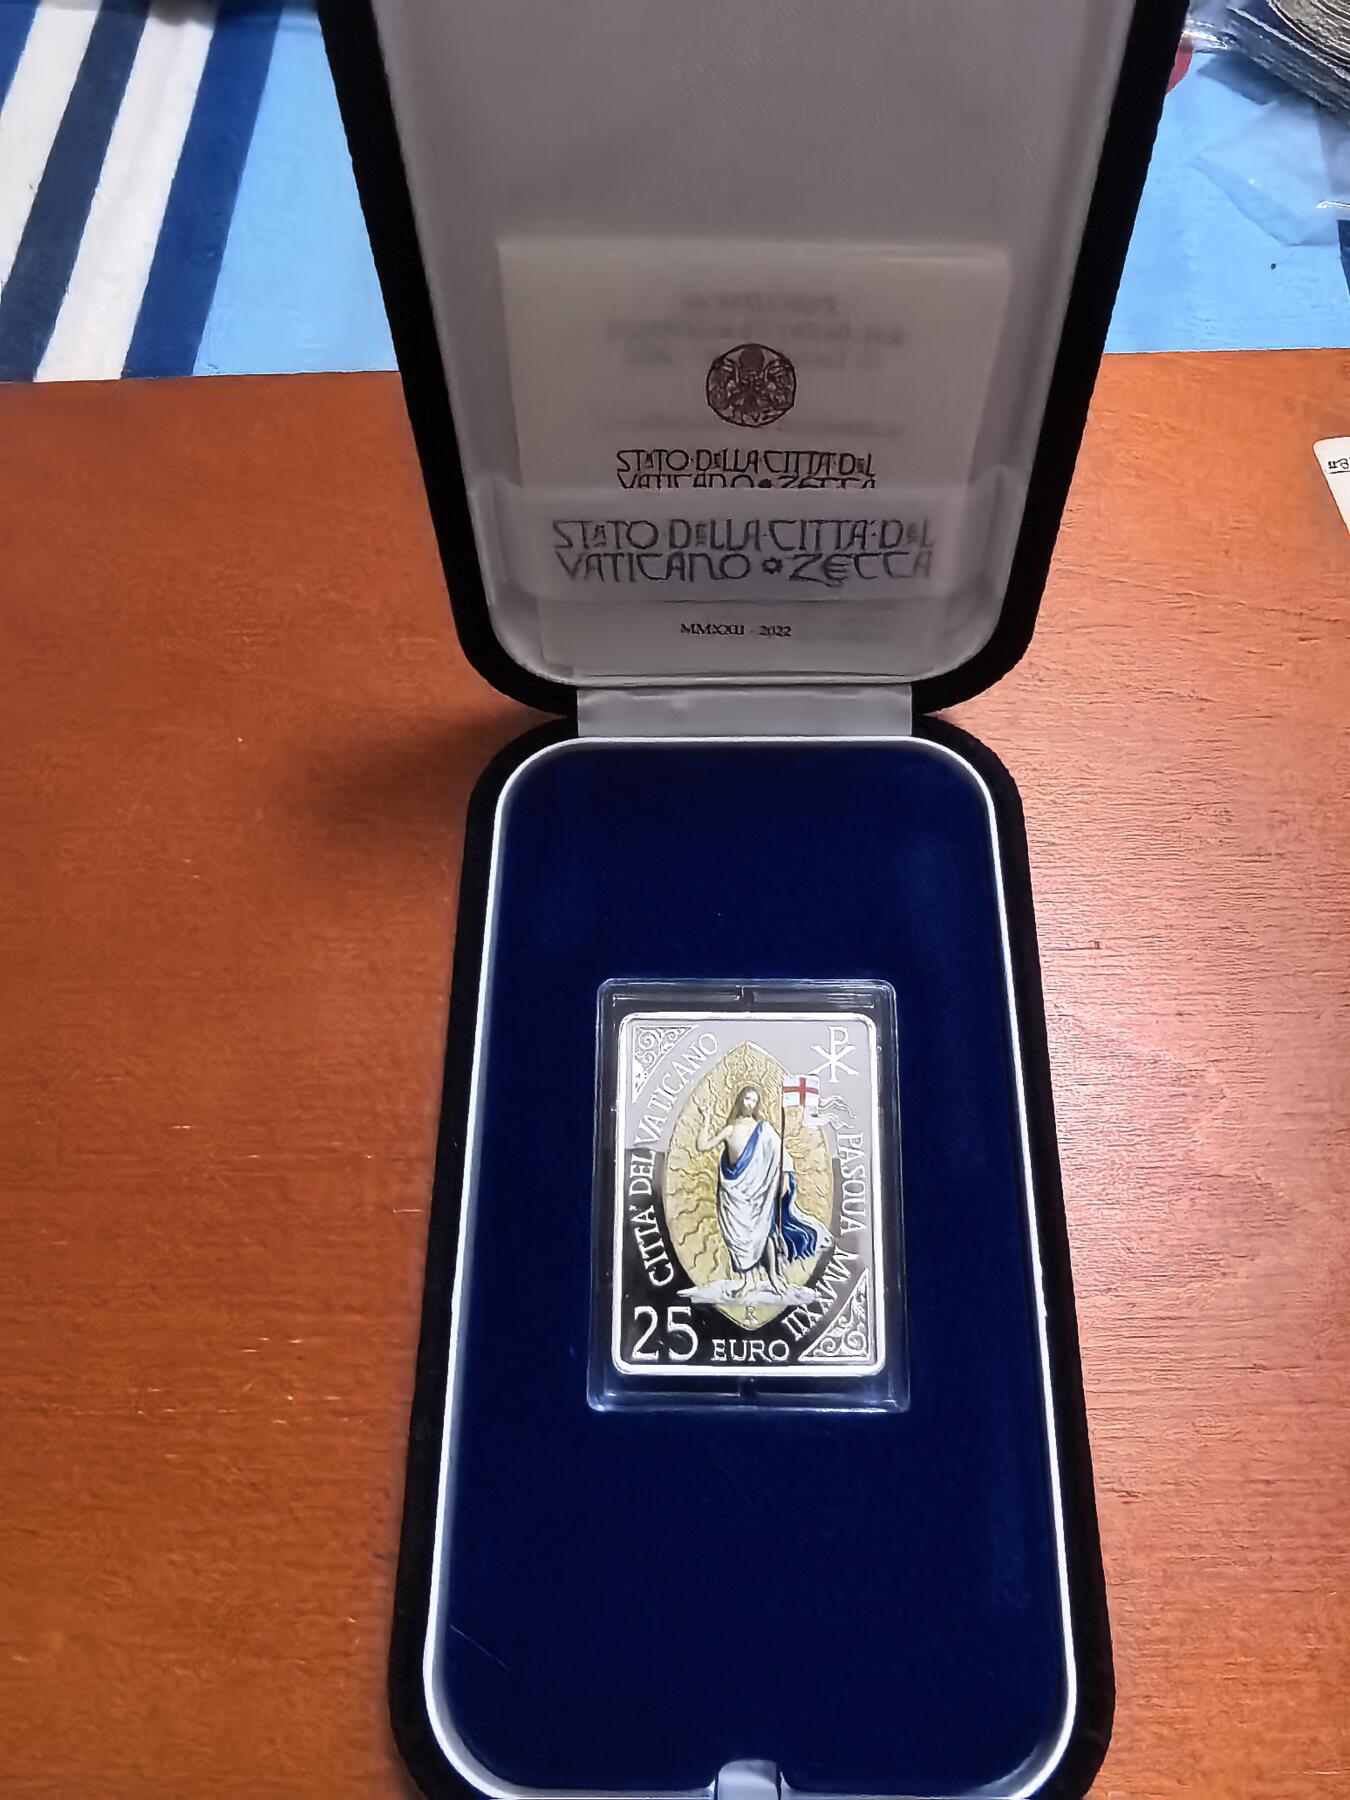 STATO·DELLA·CITTA·DEL
VATICANO ● ZECCA
STATO·DELLA·CITTA·DEL
VATICANO ✽ ZECCA
MMXXII - 2022
CITTA' DEL VATICANO
PASQUA MMXXII
R
25 EURO